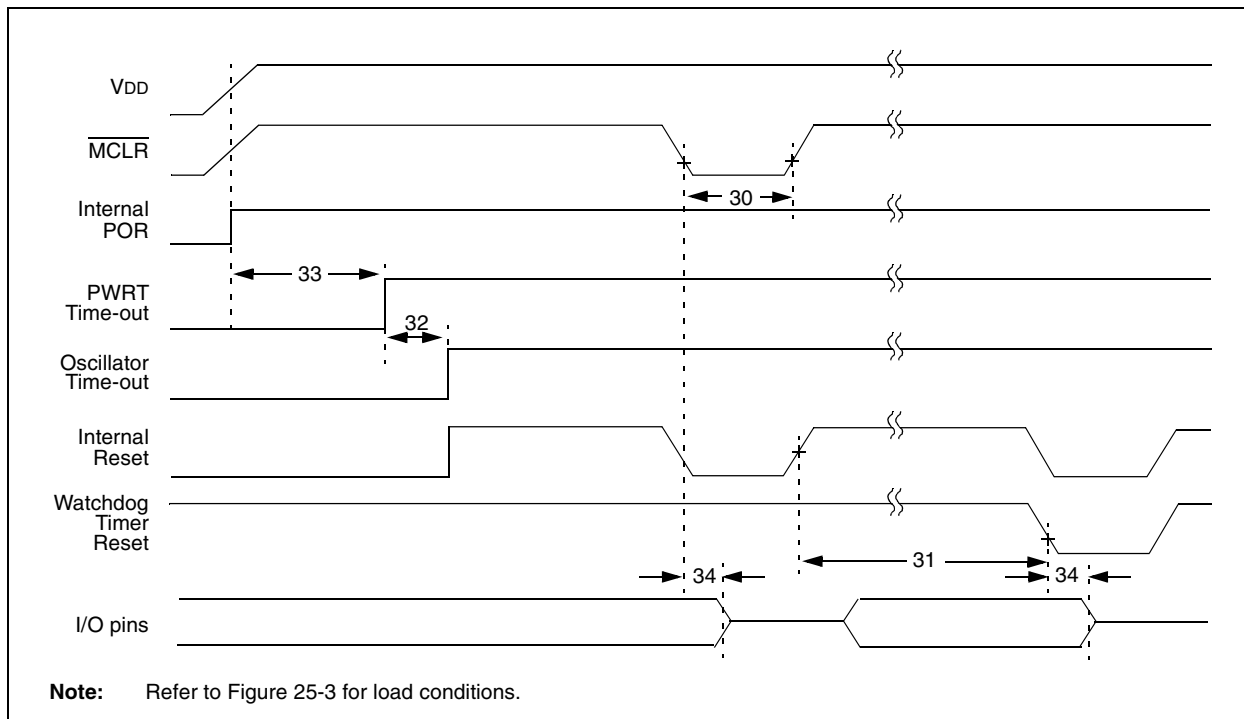 VDD
MCLR
30
Internal
POR
33
PWRT
Time-out
32
Oscillator
Time-out
Internal
Reset
Watchdog
Timer
Reset
31
34
34
I/O pins
Note: Refer to Figure 25-3 for load conditions.